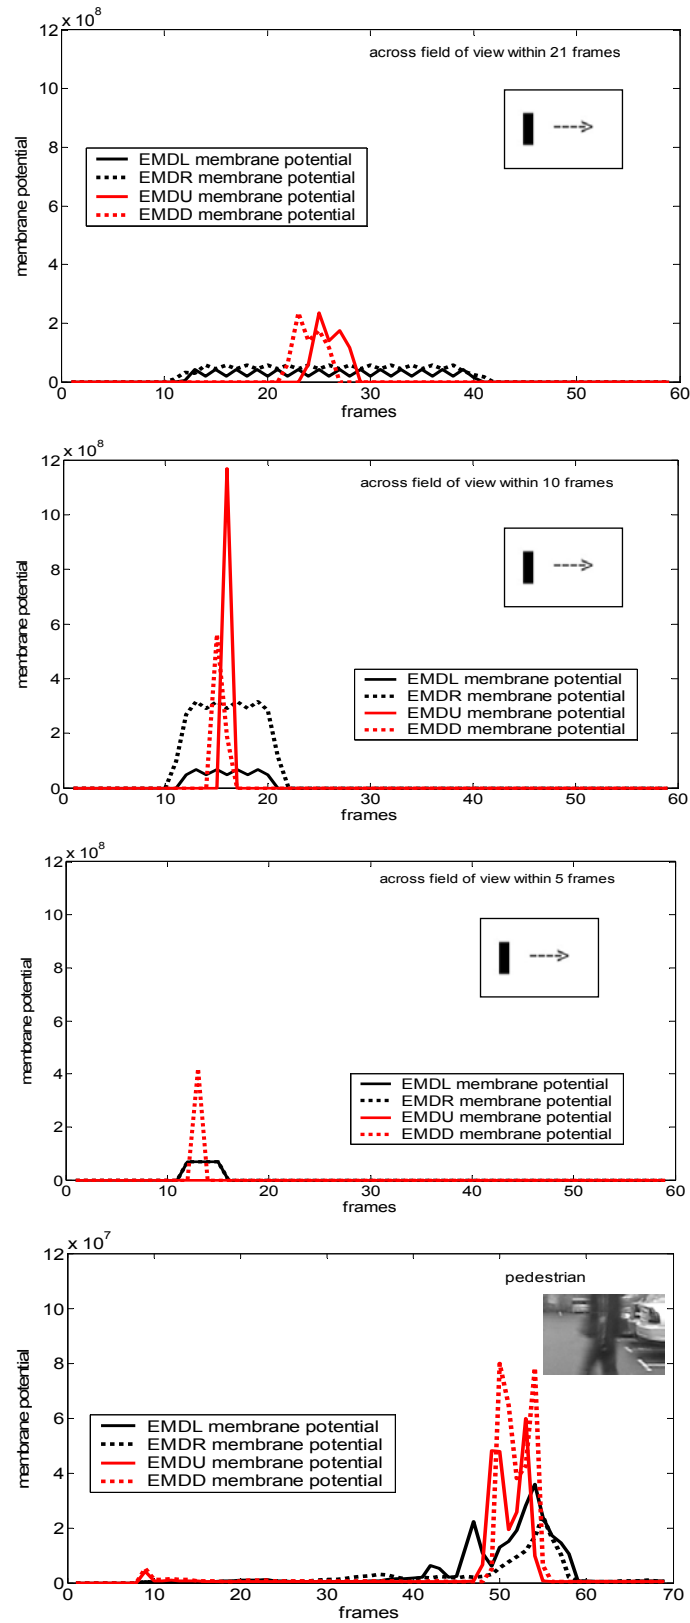 12 × 10^8
across field of view within 21 frames
10
8
EMDL membrane potential
EMDR membrane potential
EMDU membrane potential
EMDD membrane potential
membrane potential
6
4
2
0
0 10 20 30 40 50 60
frames
12 × 10^8
across field of view within 10 frames
10
8
membrane potential
6
4
EMDL membrane potential
EMDR membrane potential
EMDU membrane potential
EMDD membrane potential
2
0
0 10 20 30 40 50 60
frames
12 × 10^8
across field of view within 5 frames
10
8
membrane potential
6
4
EMDL membrane potential
EMDR membrane potential
EMDU membrane potential
EMDD membrane potential
2
0
0 10 20 30 40 50 60
frames
12 × 10^7
pedestrian
10
8
membrane potential
6
EMDL membrane potential
EMDR membrane potential
EMDU membrane potential
EMDD membrane potential
4
2
0
0 10 20 30 40 50 60 70
frames